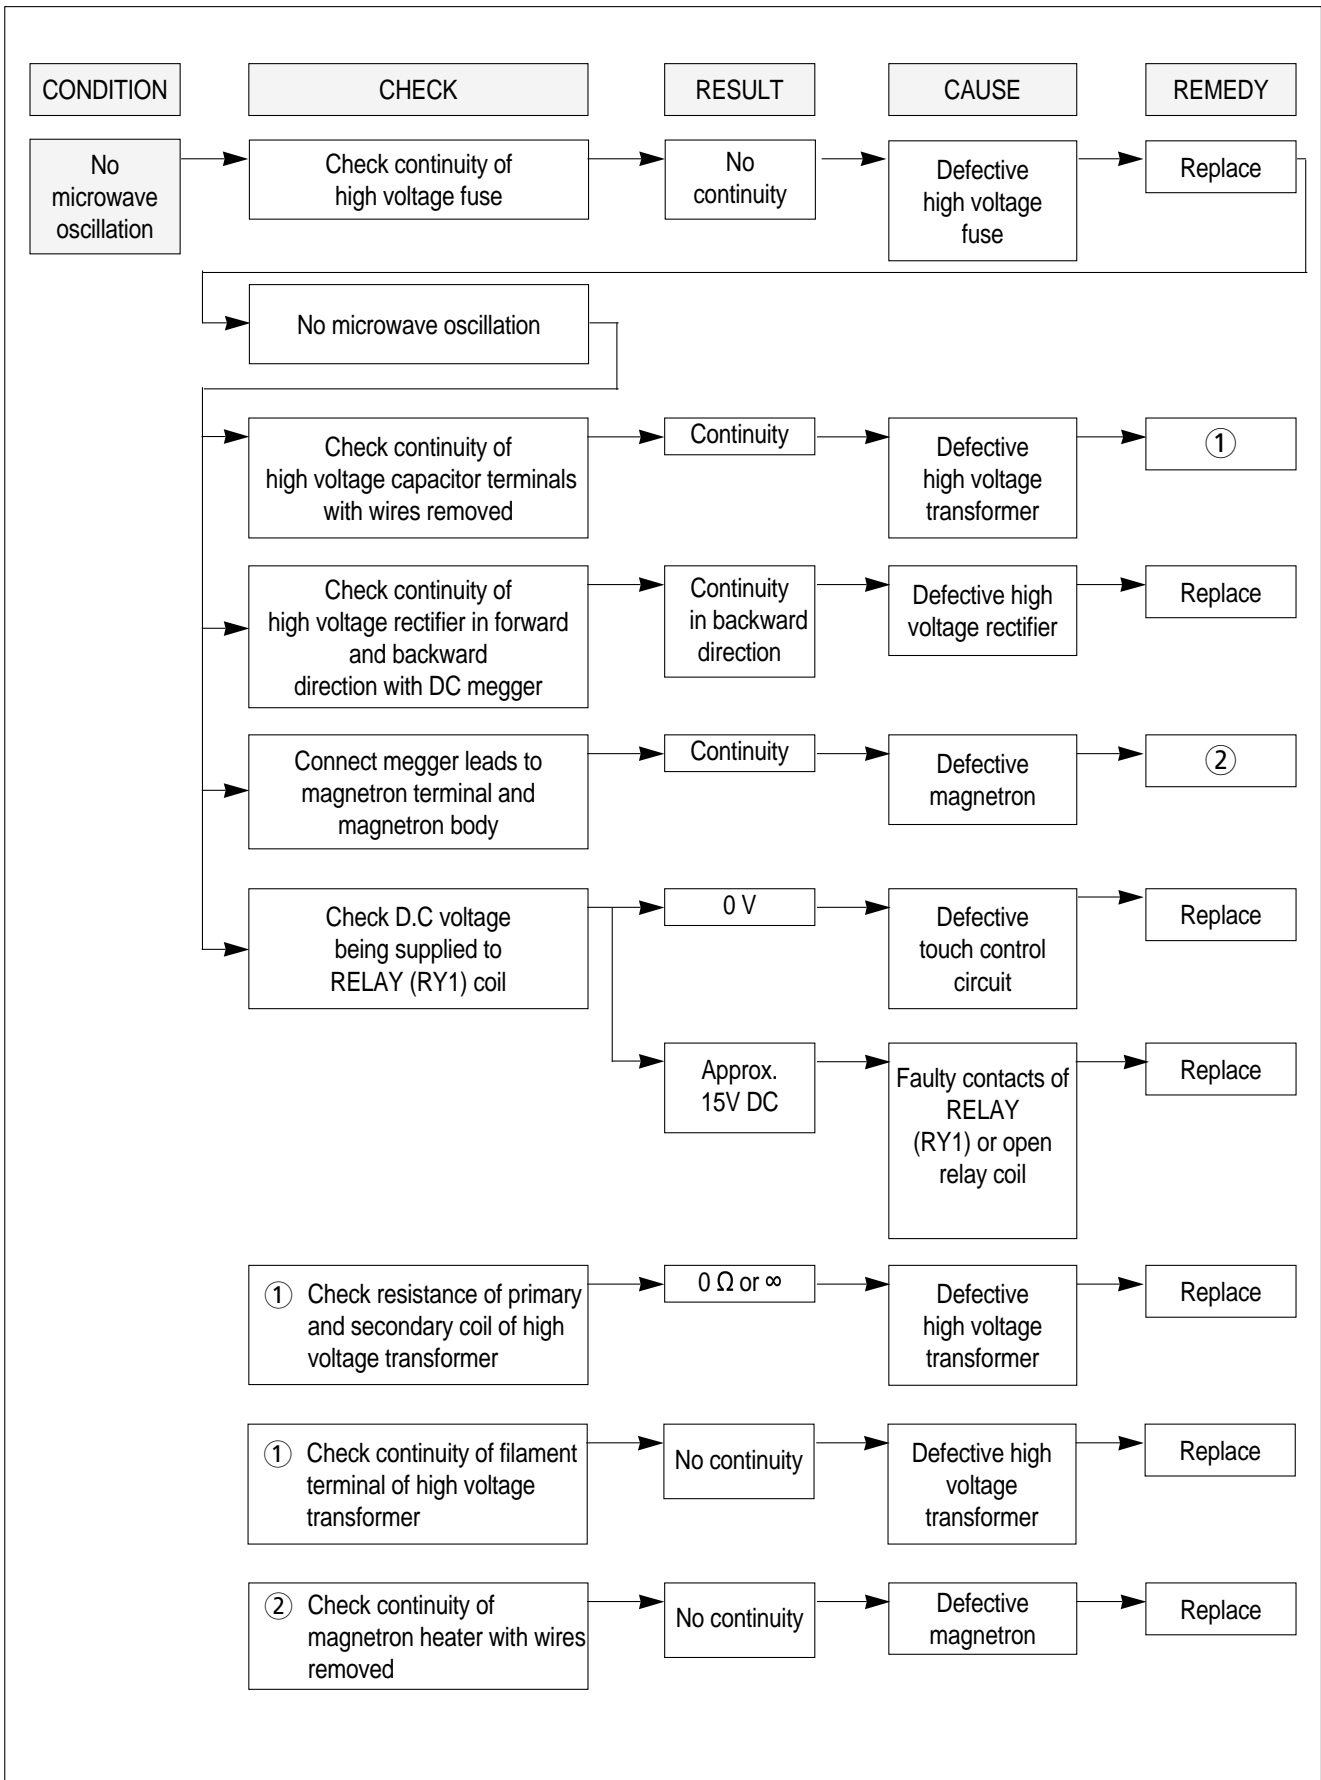 CONDITION CHECK RESULT CAUSE REMEDY
No
microwave
oscillation
Check continuity of
high voltage fuse
No
continuity
Defective
high voltage
fuse
Replace
No microwave oscillation
Check continuity of
high voltage capacitor terminals
with wires removed
Continuity
Defective
high voltage
transformer
①
Check continuity of
high voltage rectifier in forward
and backward
direction with DC megger
Continuity
in backward
direction
Defective high
voltage rectifier
Replace
Connect megger leads to
magnetron terminal and
magnetron body
Continuity
Defective
magnetron
②
Check D.C voltage
being supplied to
RELAY (RY1) coil
0 V
Defective
touch control
circuit
Replace
Approx.
15V DC
Faulty contacts of
RELAY
(RY1) or open
relay coil
Replace
① Check resistance of primary
and secondary coil of high
voltage transformer
0 Ω or ∞
Defective
high voltage
transformer
Replace
① Check continuity of filament
terminal of high voltage
transformer
No continuity
Defective high
voltage
transformer
Replace
② Check continuity of
magnetron heater with wires
removed
No continuity
Defective
magnetron
Replace